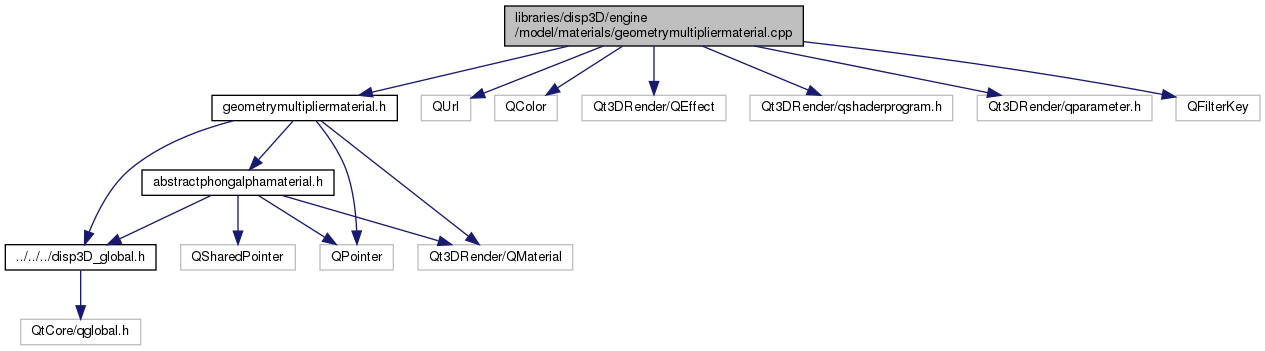 libraries/disp3D/engine
/model/materials/geometrymultipliermaterial.cpp
geometrymultipliermaterial.h
QUrl
QColor
Qt3DRender/QEffect
Qt3DRender/qshaderprogram.h
Qt3DRender/qparameter.h
QFilterKey
abstractphongalphamaterial.h
../../../disp3D_global.h
QSharedPointer
QPointer
Qt3DRender/QMaterial
QtCore/qglobal.h